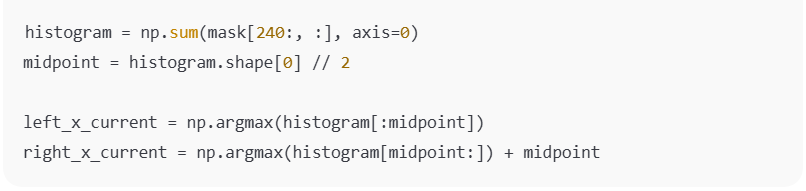 histogram = np.sum(mask[240:, :], axis=0)
midpoint = histogram.shape[0] // 2
left_x_current = np.argmax(histogram[:midpoint])
right_x_current = np.argmax(histogram[midpoint:]) + midpoint